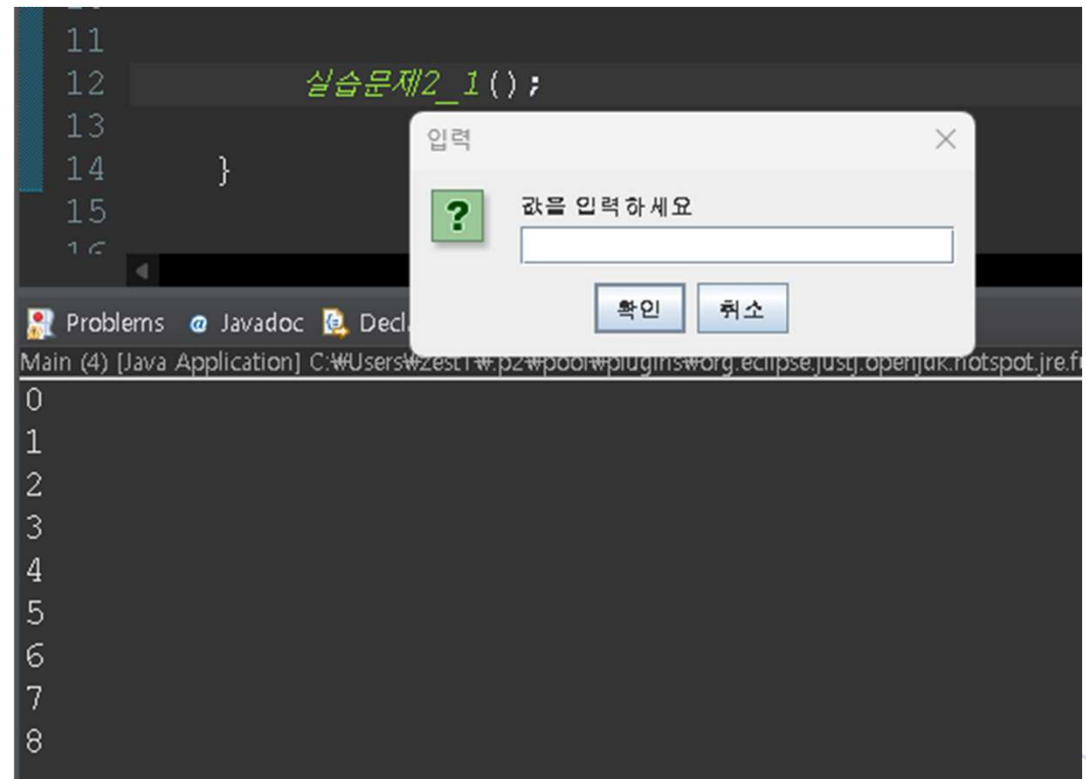 11
12 실습문제2_1();
13
14 }
15
입력
값을 입력하세요
확인 취소
Problems @ Javadoc Decl
Main (4) [Java Application] C:₩Users₩zest1₩.p2₩pool₩plugins₩org.eclipse.justj.openjdk.hotspot.jre.f
0
1
2
3
4
5
6
7
8